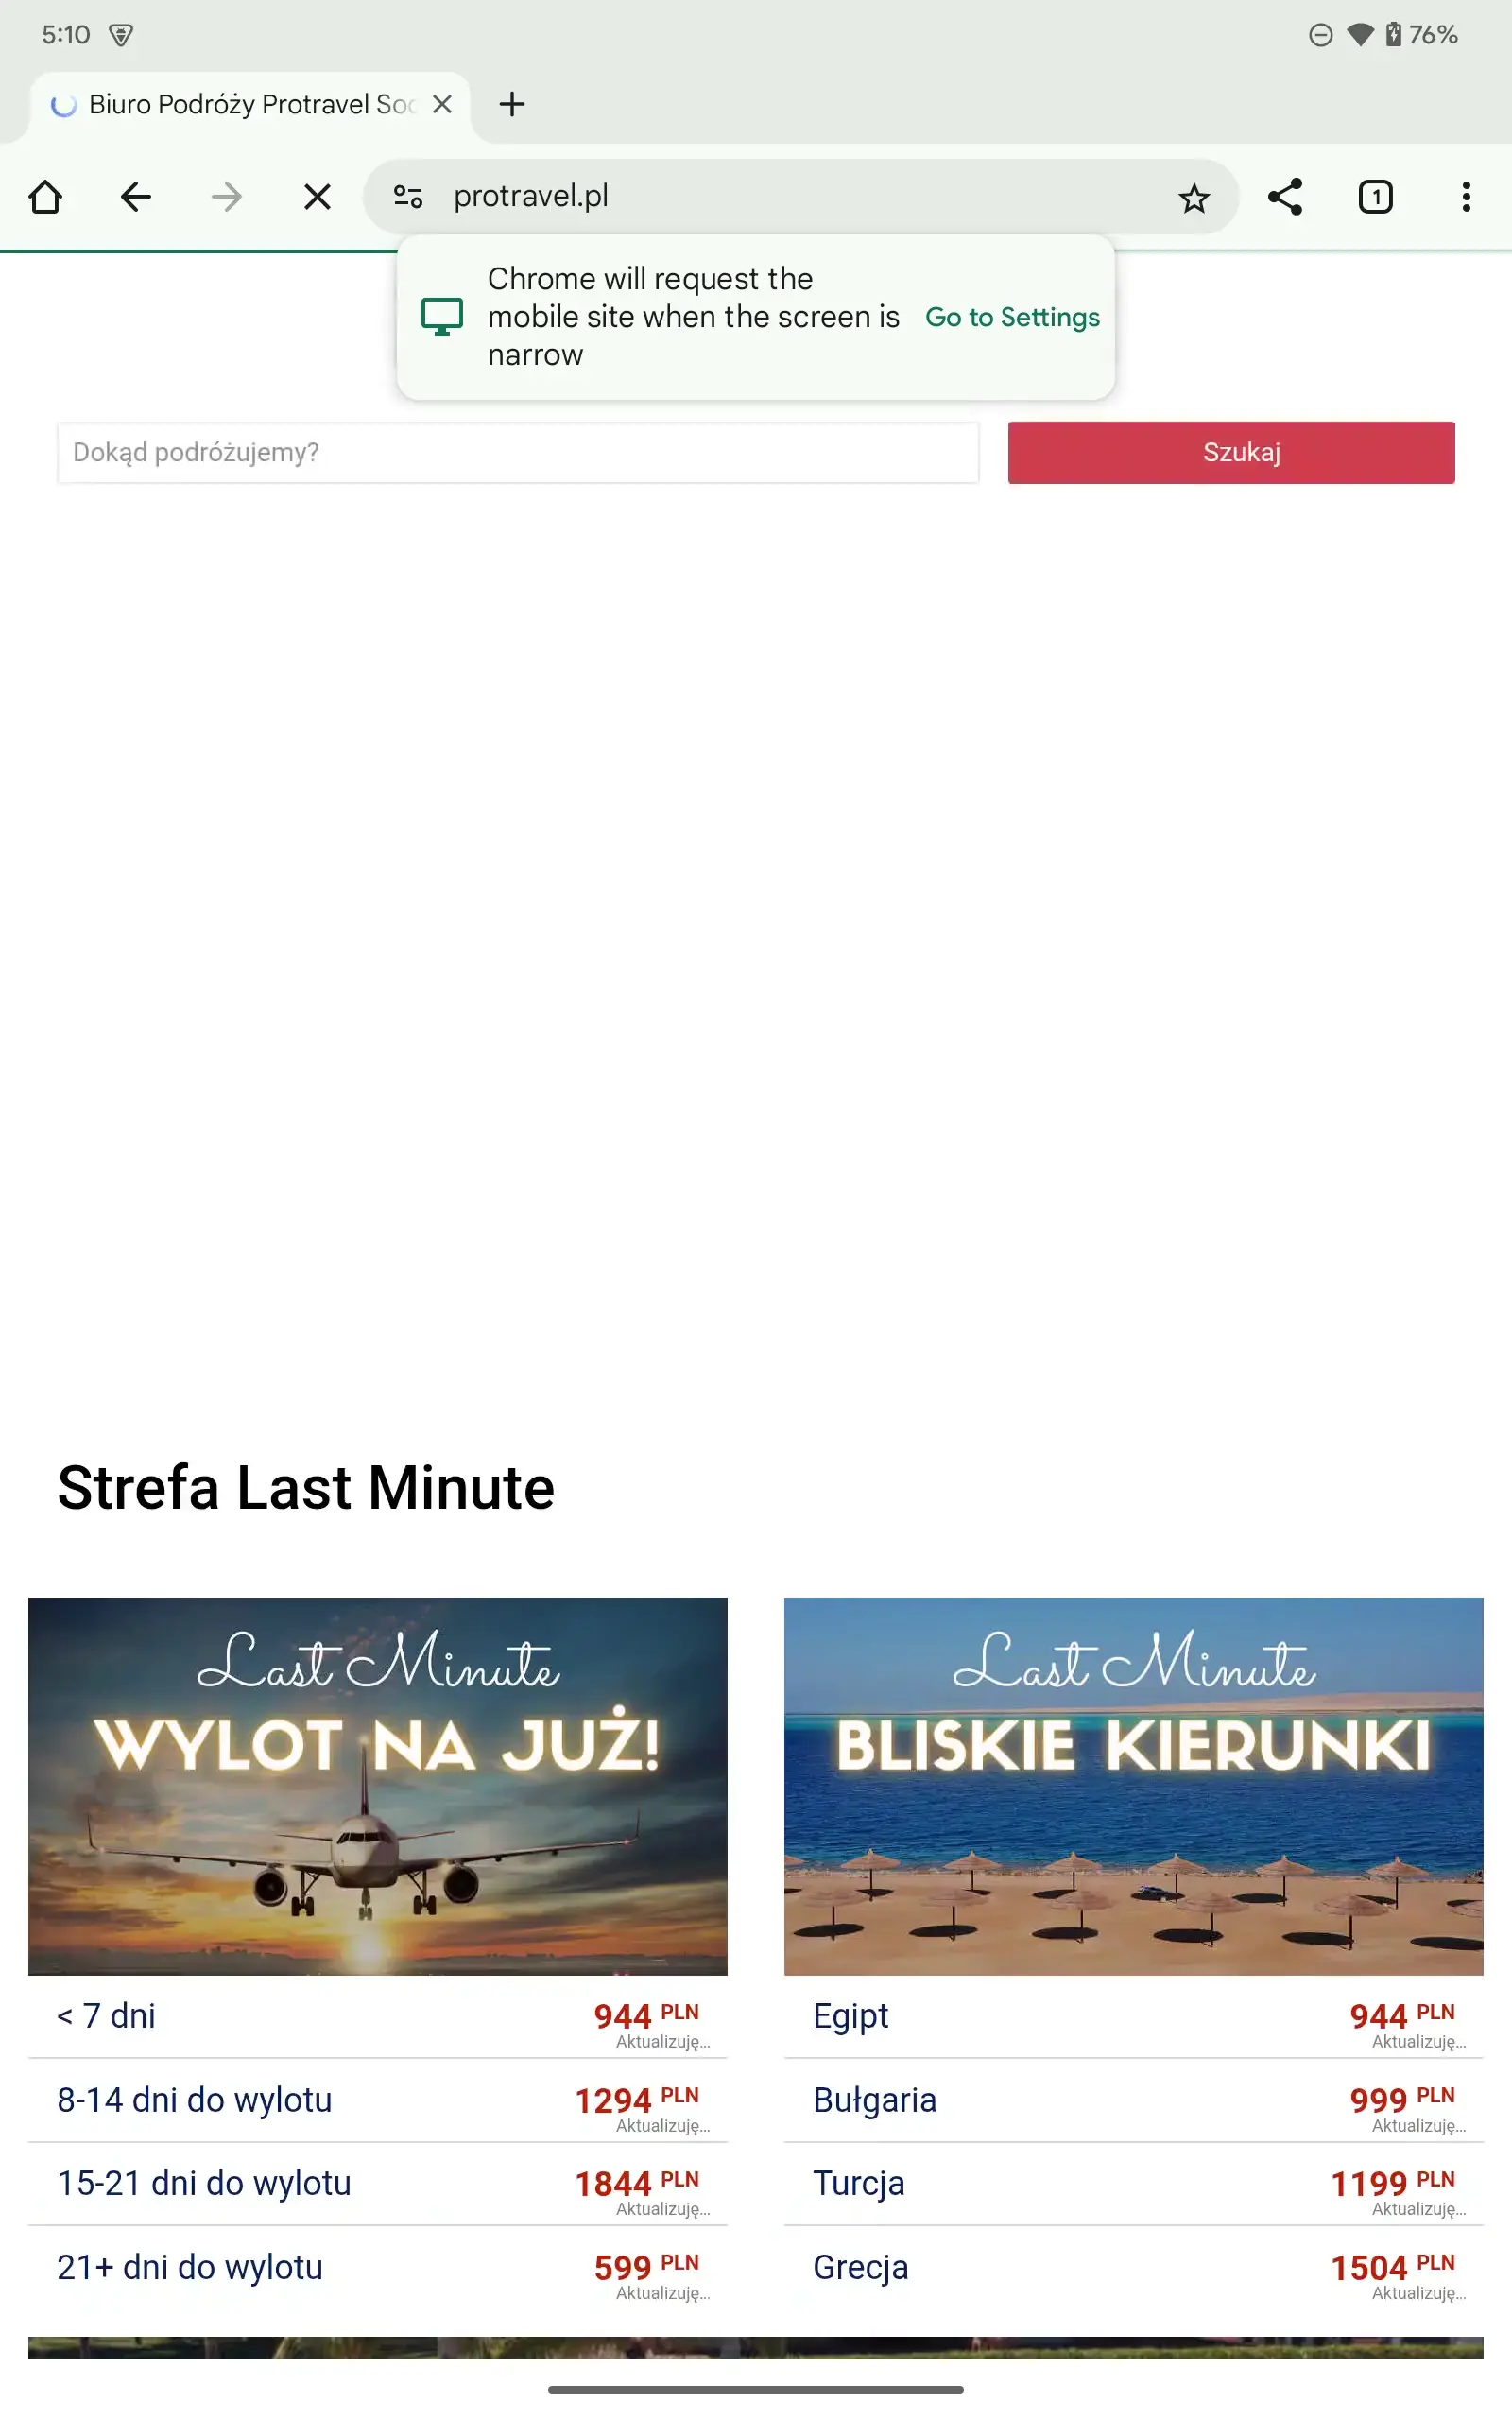 5:10
76%
Biuro Podróży Protravel Soc
protravel.pl
1
Chrome will request the
mobile site when the screen is
narrow
Go to Settings
Dokąd podróżujemy?
Szukaj
Strefa Last Minute
Last Minute
WYLOT NA JUŻ!
< 7 dni
944 PLN
Aktualizuję...
8-14 dni do wylotu
1294 PLN
Aktualizuję...
15-21 dni do wylotu
1844 PLN
Aktualizuję...
21+ dni do wylotu
599 PLN
Aktualizuję...
Last Minute
BLISKIE KIERUNKI
Egipt
944 PLN
Aktualizuję...
Bułgaria
999 PLN
Aktualizuję...
Turcja
1199 PLN
Aktualizuję...
Grecja
1504 PLN
Aktualizuję...